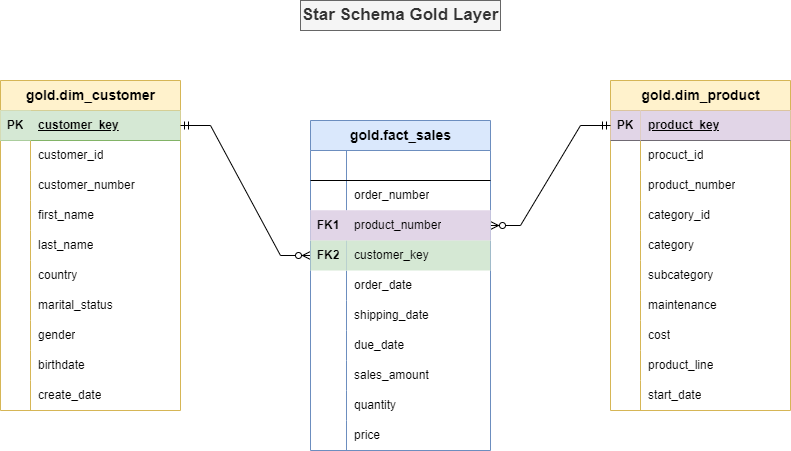 Star Schema Gold Layer
gold.dim_customer
PK customer_key
customer_id
customer_number
first_name
last_name
country
marital_status
gender
birthdate
create_date
gold.fact_sales
order_number
FK1 product_number
FK2 customer_key
order_date
shipping_date
due_date
sales_amount
quantity
price
gold.dim_product
PK product_key
procuct_id
product_number
category_id
category
subcategory
maintenance
cost
product_line
start_date